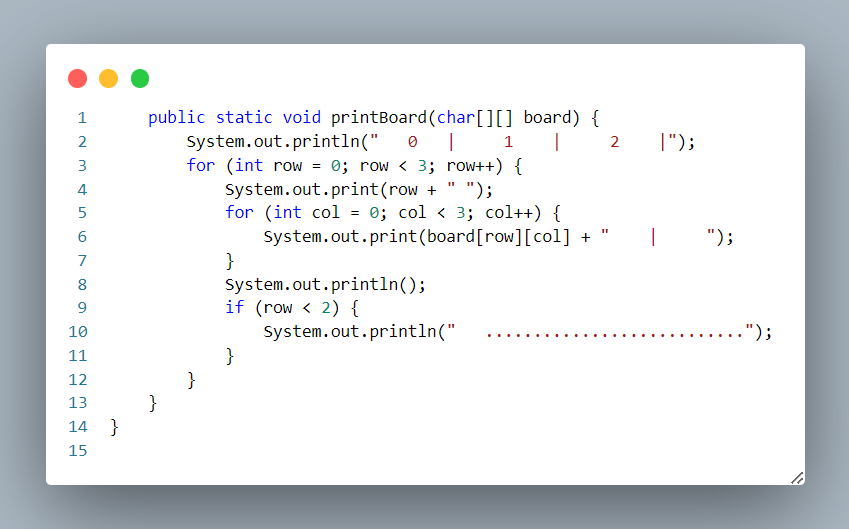 1      public static void printBoard(char[][] board) {
2          System.out.println("   0   |     1    |     2    |");
3          for (int row = 0; row < 3; row++) {
4              System.out.print(row + " ");
5              for (int col = 0; col < 3; col++) {
6                  System.out.print(board[row][col] + "    |     ");
7              }
8              System.out.println();
9              if (row < 2) {
10                 System.out.println("   ...........................");
11             }
12         }
13     }
14 }
15